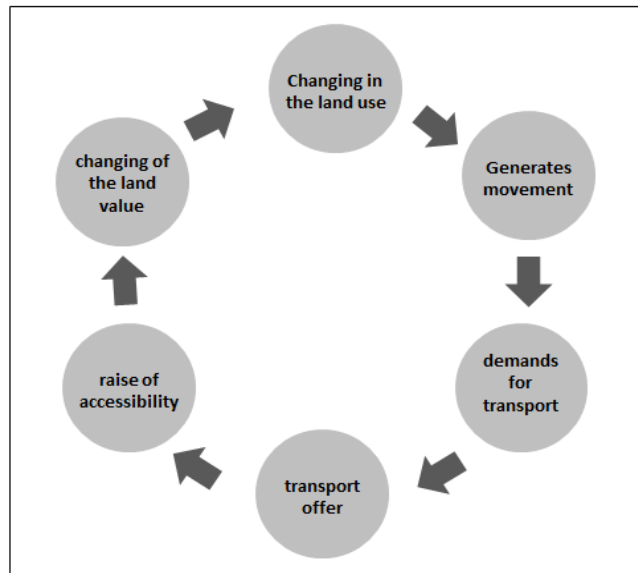 Changing in
the land use
Generates
movement
demands
for
transport
transport
offer
raise of
accessibility
changing of
the land
value